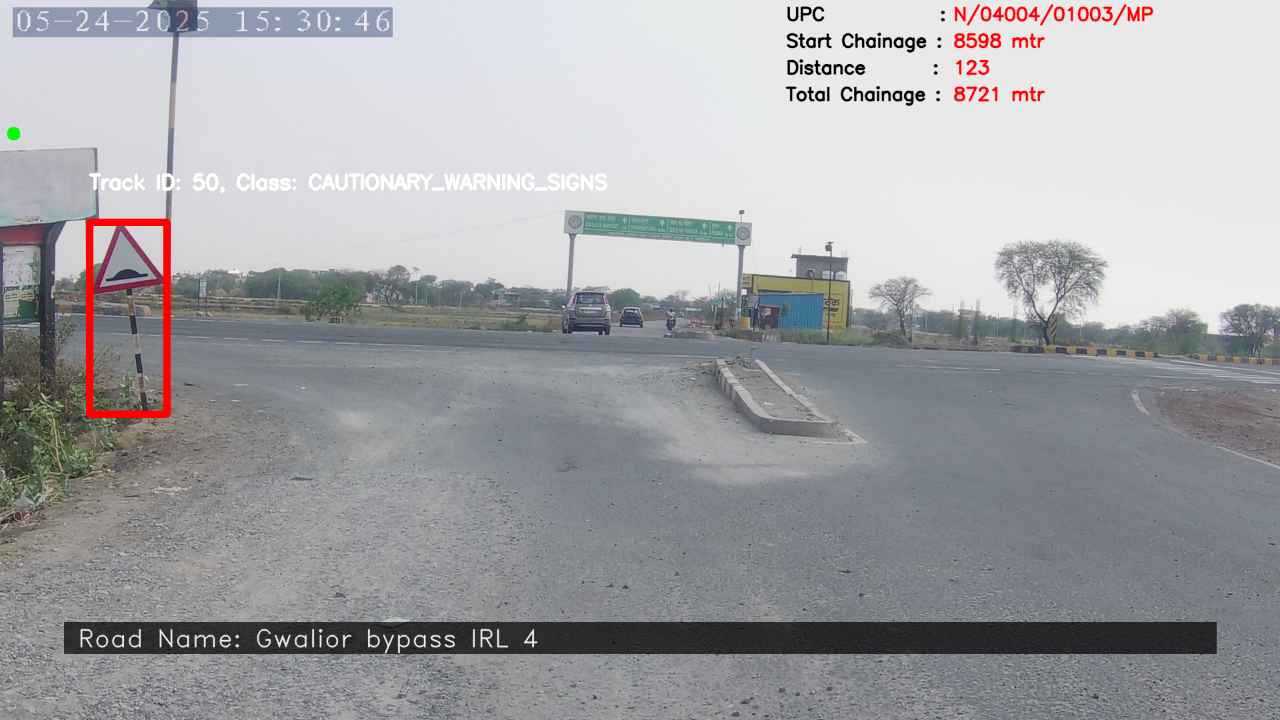 05-24-2025 15:30:46
UPC : N/04004/01003/MP
Start Chainage : 8598 mtr
Distance : 123
Total Chainage : 8721 mtr
Track ID: 50, Class: CAUTIONARY_WARNING_SIGNS
Road Name: Gwalior bypass IRL 4